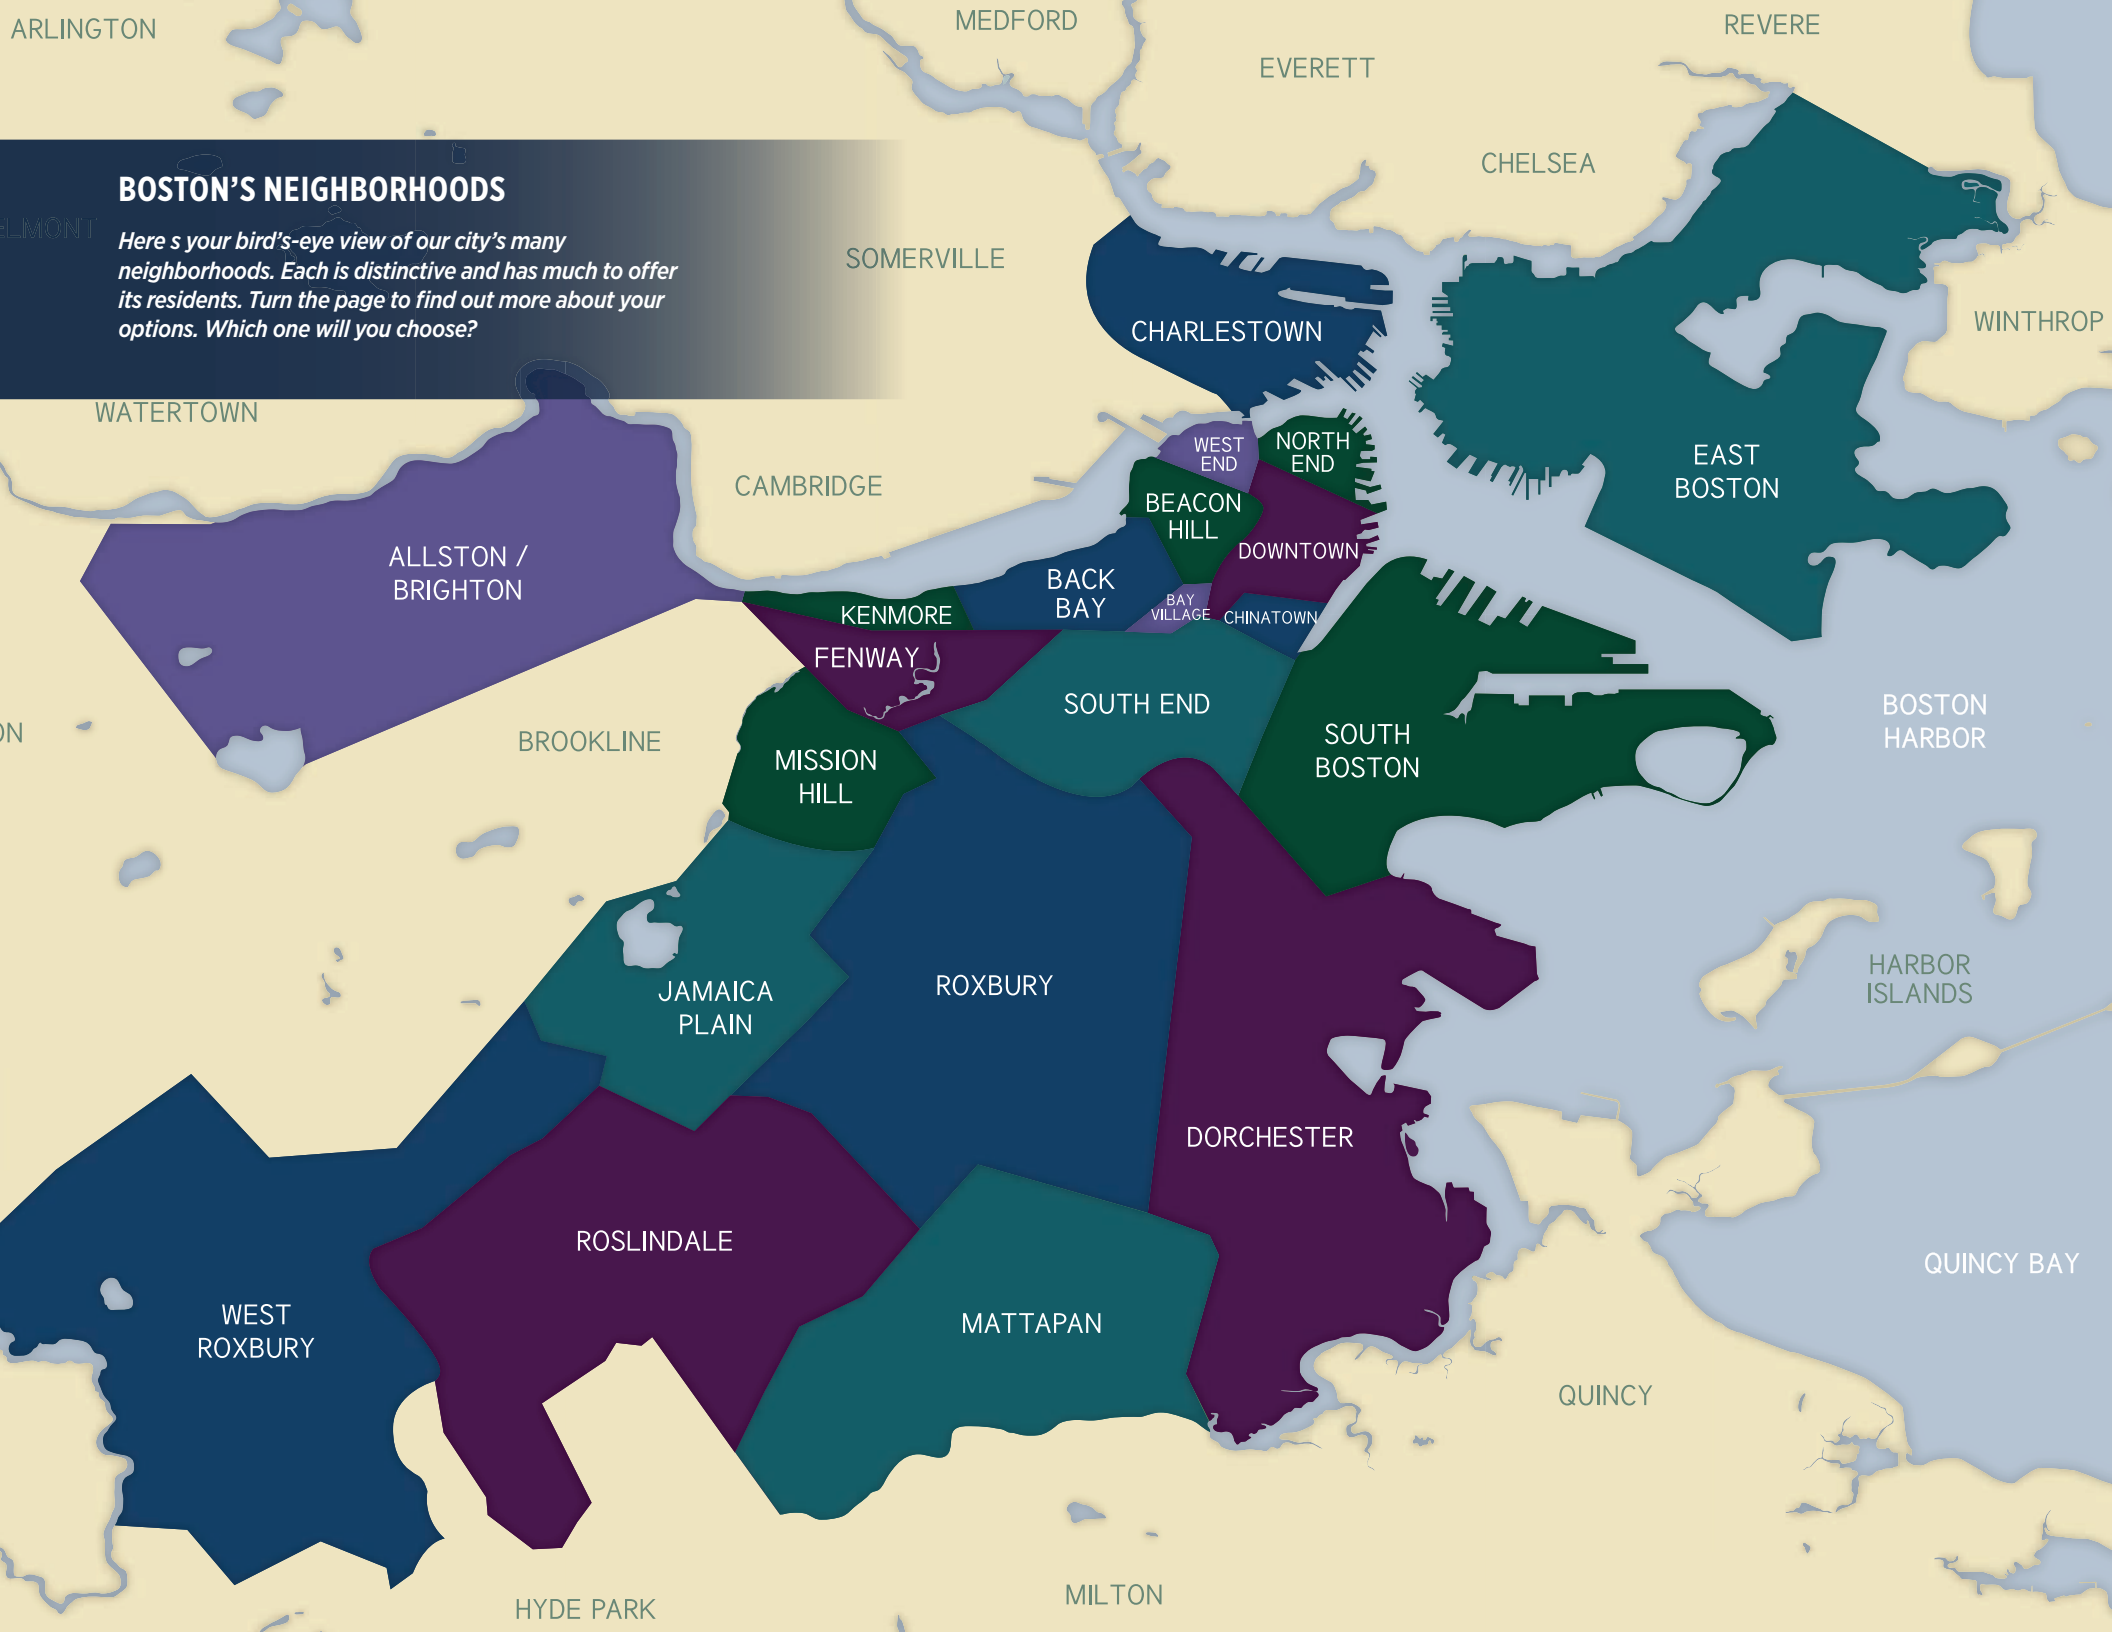 ARLINGTON
MEDFORD
REVERE
EVERETT
CHELSEA
BOSTON'S NEIGHBORHOODS
Here s your bird's-eye view of our city's many
neighborhoods. Each is distinctive and has much to offer
its residents. Turn the page to find out more about your
options. Which one will you choose?
ELMONT
SOMERVILLE
WINTHROP
CHARLESTOWN
WATERTOWN
WEST
END
NORTH
END
EAST
BOSTON
CAMBRIDGE
BEACON
HILL
DOWNTOWN
ALLSTON /
BRIGHTON
BACK
BAY
BAY
VILLAGE
CHINATOWN
KENMORE
FENWAY
SOUTH END
BOSTON
HARBOR
ON
BROOKLINE
SOUTH
BOSTON
MISSION
HILL
HARBOR
ISLANDS
ROXBURY
JAMAICA
PLAIN
DORCHESTER
ROSLINDALE
QUINCY BAY
WEST
ROXBURY
MATTAPAN
QUINCY
MILTON
HYDE PARK